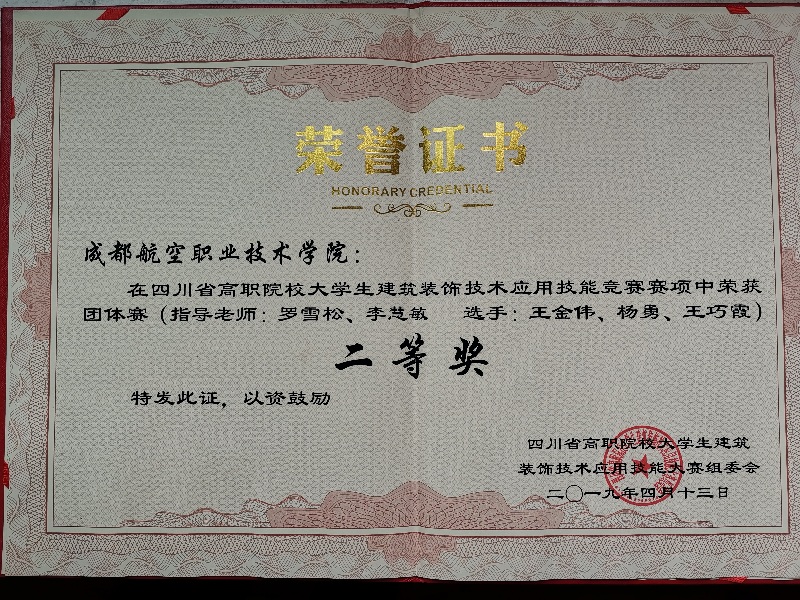 荣誉证书
HONORARY CREDENTIAL
成都航空职业技术学院：
在四川省高职院校大学生建筑装饰技术应用技能竞赛赛项中荣获
团体赛（指导老师：罗雪松、李慧敏 选手：王金伟、杨勇、王巧霞）
二等奖
特发此证，以资鼓励
四川省高职院校大学生建筑
装饰技术应用技能大赛组委会
二〇一九年四月十三日